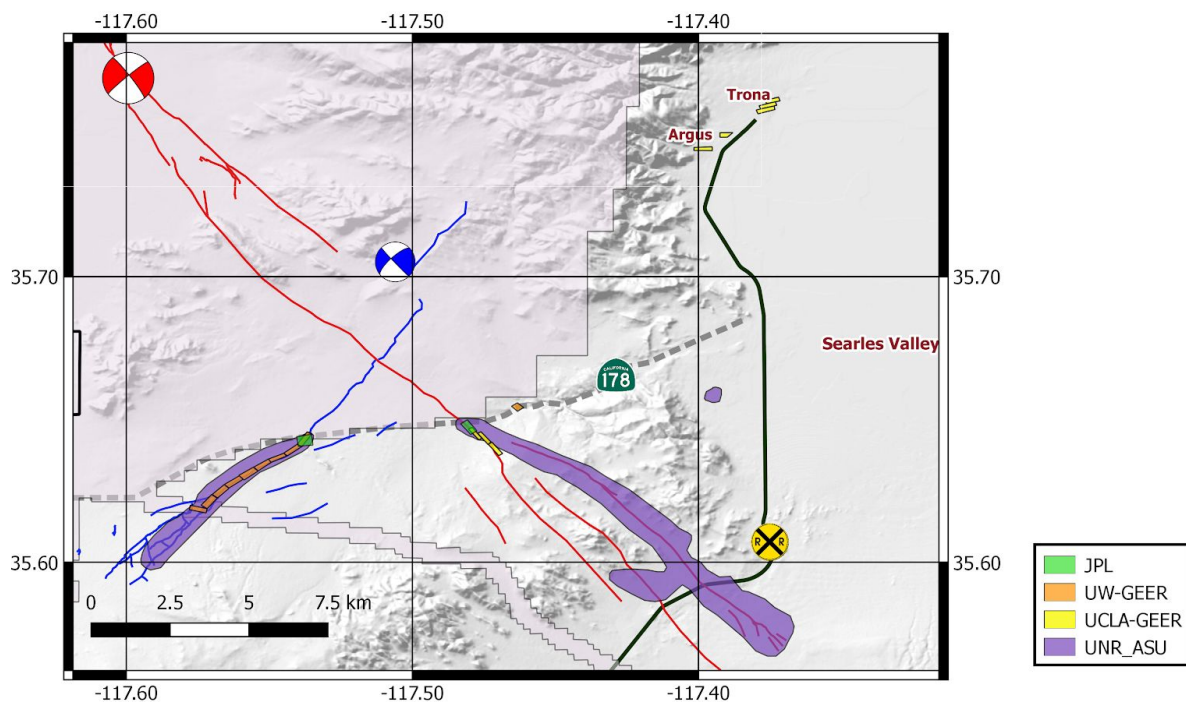 -117.60 -117.50 -117.40
Trona
Argus
35.70 35.70
Searles Valley
CALIFORNIA
178
R R
35.60 35.60
0 2.5 5 7.5 km
-117.60 -117.50 -117.40
JPL
UW-GEER
UCLA-GEER
UNR_ASU